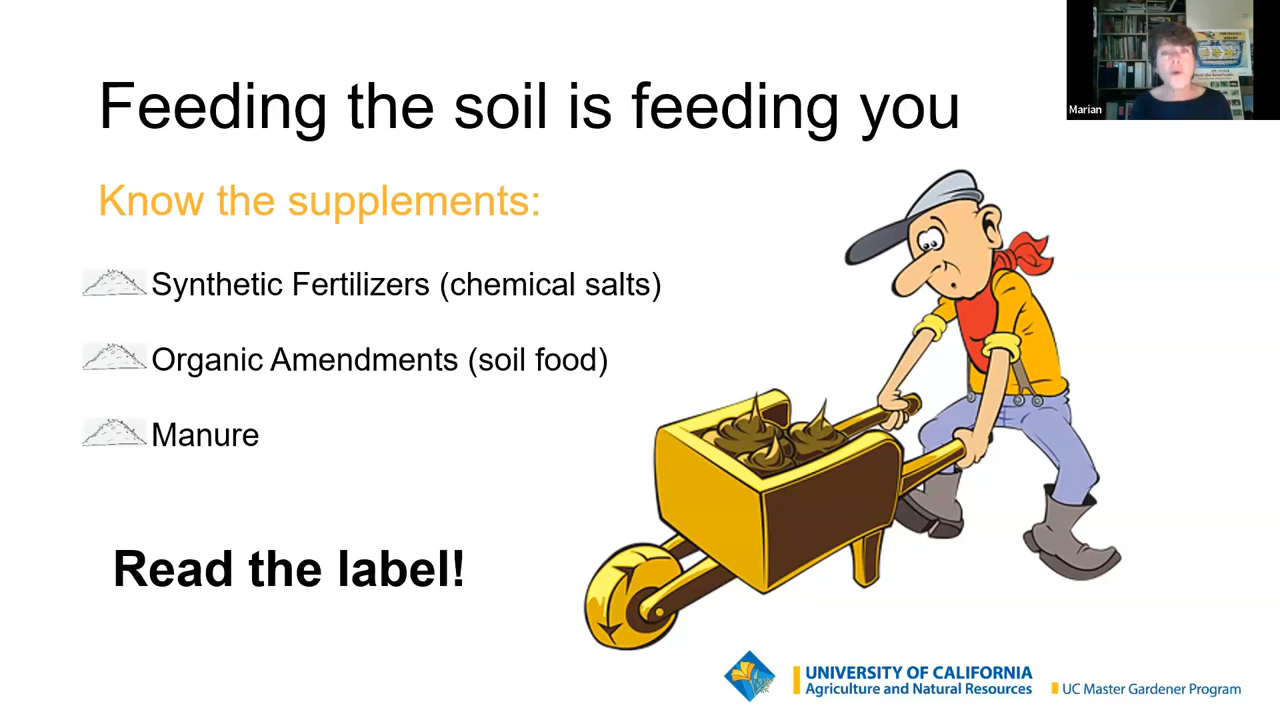 Feeding the soil is feeding you
Marian
Know the supplements:
Synthetic Fertilizers (chemical salts)
Organic Amendments (soil food)
Manure
Read the label!
UNIVERSITY OF CALIFORNIA
Agriculture and Natural Resources
UC Master Gardener Program